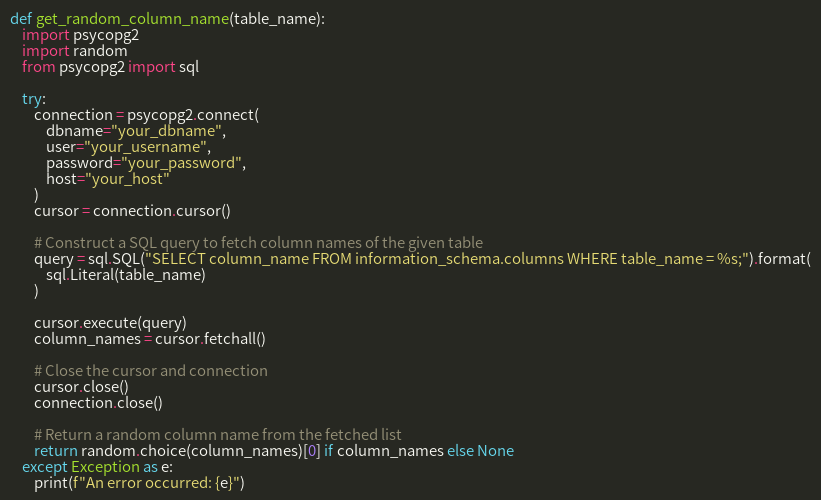 def get_random_column_name(table_name):
    import psycopg2
    import random
    from psycopg2 import sql

    try:
        connection = psycopg2.connect(
            dbname="your_dbname",
            user="your_username",
            password="your_password",
            host="your_host"
        )
        cursor = connection.cursor()

        # Construct a SQL query to fetch column names of the given table
        query = sql.SQL("SELECT column_name FROM information_schema.columns WHERE table_name = %s;").format(
            sql.Literal(table_name)
        )

        cursor.execute(query)
        column_names = cursor.fetchall()

        # Close the cursor and connection
        cursor.close()
        connection.close()

        # Return a random column name from the fetched list
        return random.choice(column_names)[0] if column_names else None
    except Exception as e:
        print(f"An error occurred: {e}")